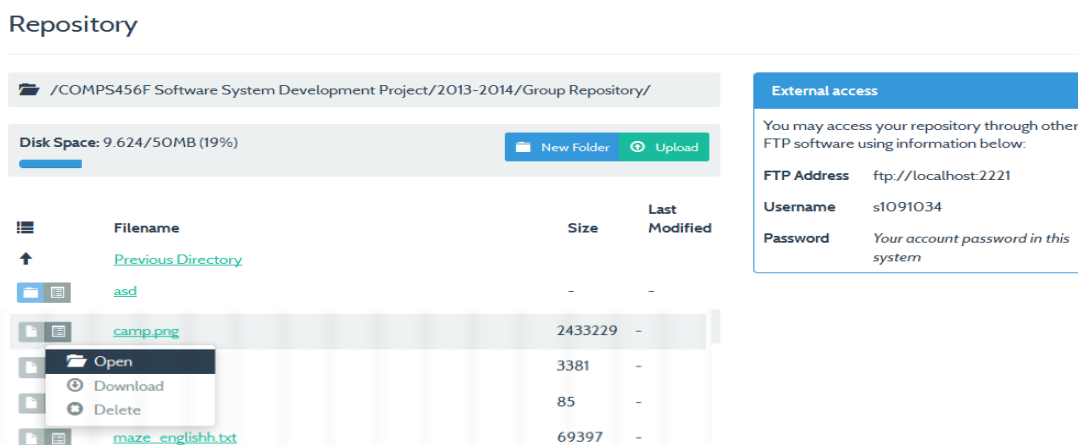 Repository
/COMPS456F Software System Development Project/2013-2014/Group Repository/
Disk Space: 9.624/50MB (19%)
New Folder
Upload
Filename Size Last Modified
Previous Directory
asd - -
camp.png 2433229 -
Open
3381 -
Download
85 -
Delete
maze_englishh.txt 69397 -
External access
You may access your repository through other
FTP software using information below:
FTP Address ftp://localhost:2221
Username s1091034
Password Your account password in this
system